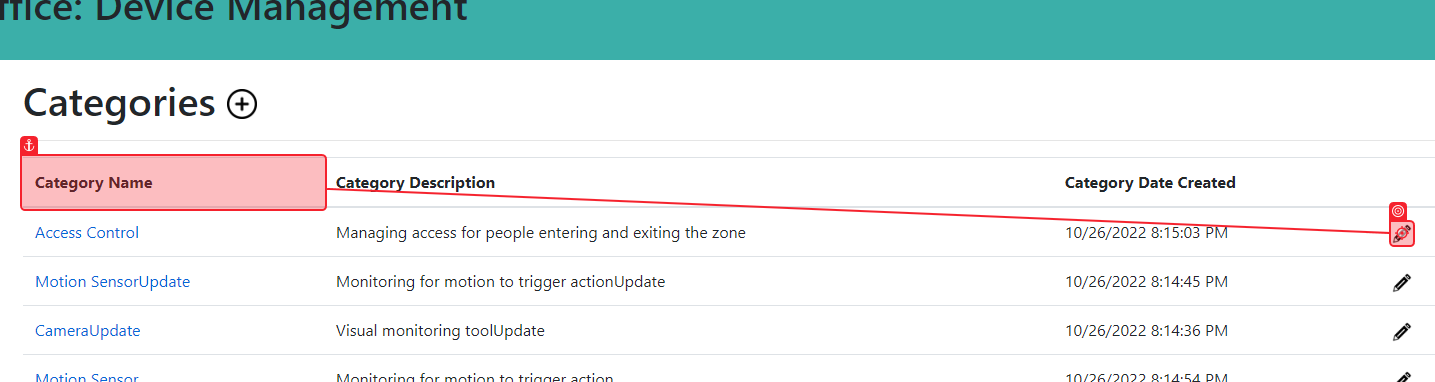 ffice: Device Management
Categories
Category Name Category Description Category Date Created
Access Control Managing access for people entering and exiting the zone 10/26/2022 8:15:03 PM
Motion SensorUpdate Monitoring for motion to trigger actionUpdate 10/26/2022 8:14:45 PM
CameraUpdate Visual monitoring toolUpdate 10/26/2022 8:14:36 PM
Motion Sensor Monitoring for motion to trigger action 10/26/2022 8:14:54 PM